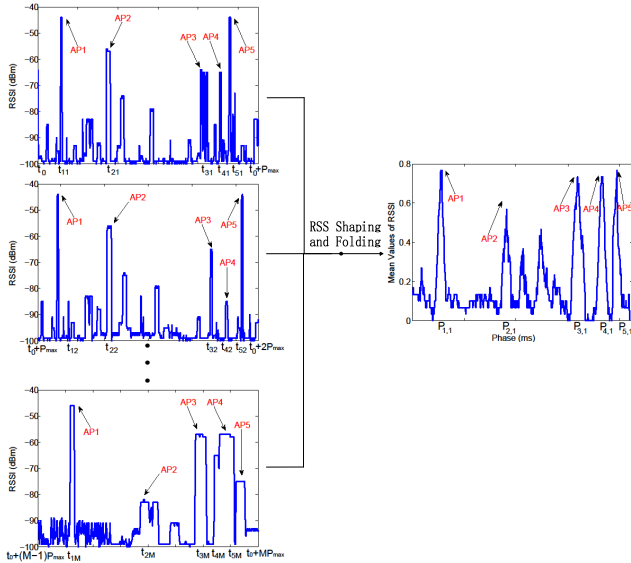 −40
−50
−60
−70
−80
−90
−100
RSSI (dBm)
AP1
AP2
AP3
AP4
AP5
t0 t11 t21 t31 t41 t51 t0+Pmax
−40
−50
−60
−70
−80
−90
−100
RSSI (dBm)
AP1
AP2
AP3
AP4
AP5
t0+Pmax t12 t22 t32 t42 t52 t0+2Pmax
−40
−50
−60
−70
−80
−90
−100
RSSI (dBm)
AP1
AP2
AP3
AP4
AP5
t0+(M−1)Pmax t1M t2M t3M t4M t5M t0+MPmax
RSS Shaping
and Folding
0.8
0.6
0.4
0.2
0
Mean Values of RSSI
AP1
AP2
AP3
AP4
AP5
P1,1 P2,1 P3,1 P4,1 P5,1
Phase (ms)